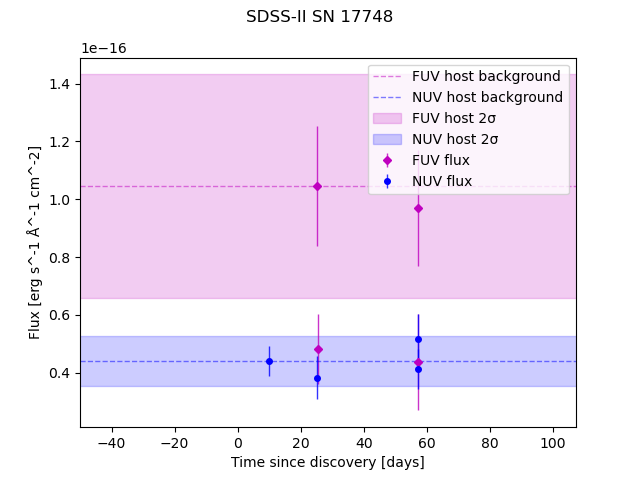 SDSS-II SN 17748
1e−16
FUV host background
NUV host background
FUV host 2σ
NUV host 2σ
FUV flux
NUV flux
1.4
1.2
1.0
0.8
0.6
0.4
Flux [erg s^-1 Å^-1 cm^-2]
−40 −20 0 20 40 60 80 100
Time since discovery [days]